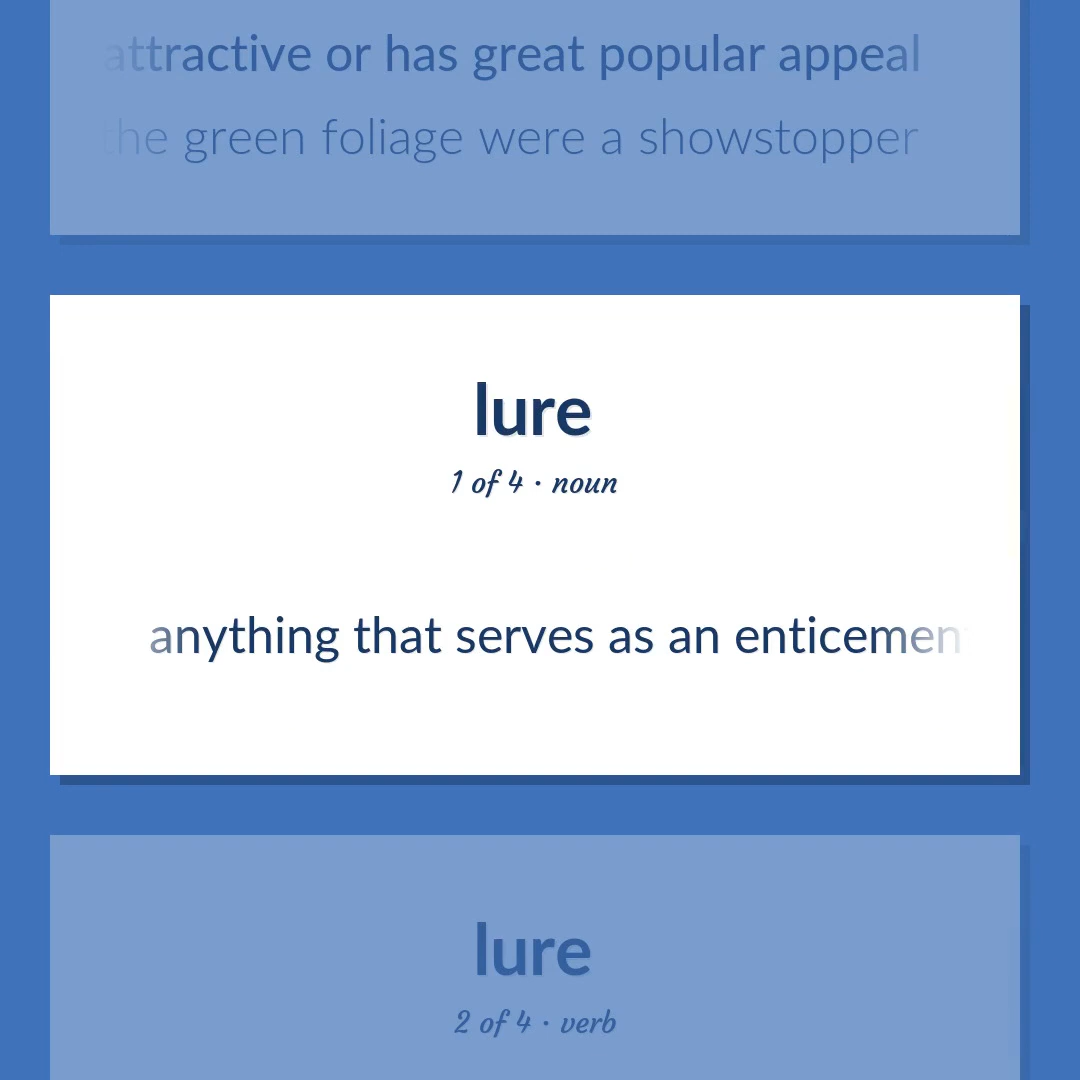 attractive or has great popular appeal
the green foliage were a showstopper
lure
1 of 4 · noun
anything that serves as an enticement
lure
2 of 4 · verb